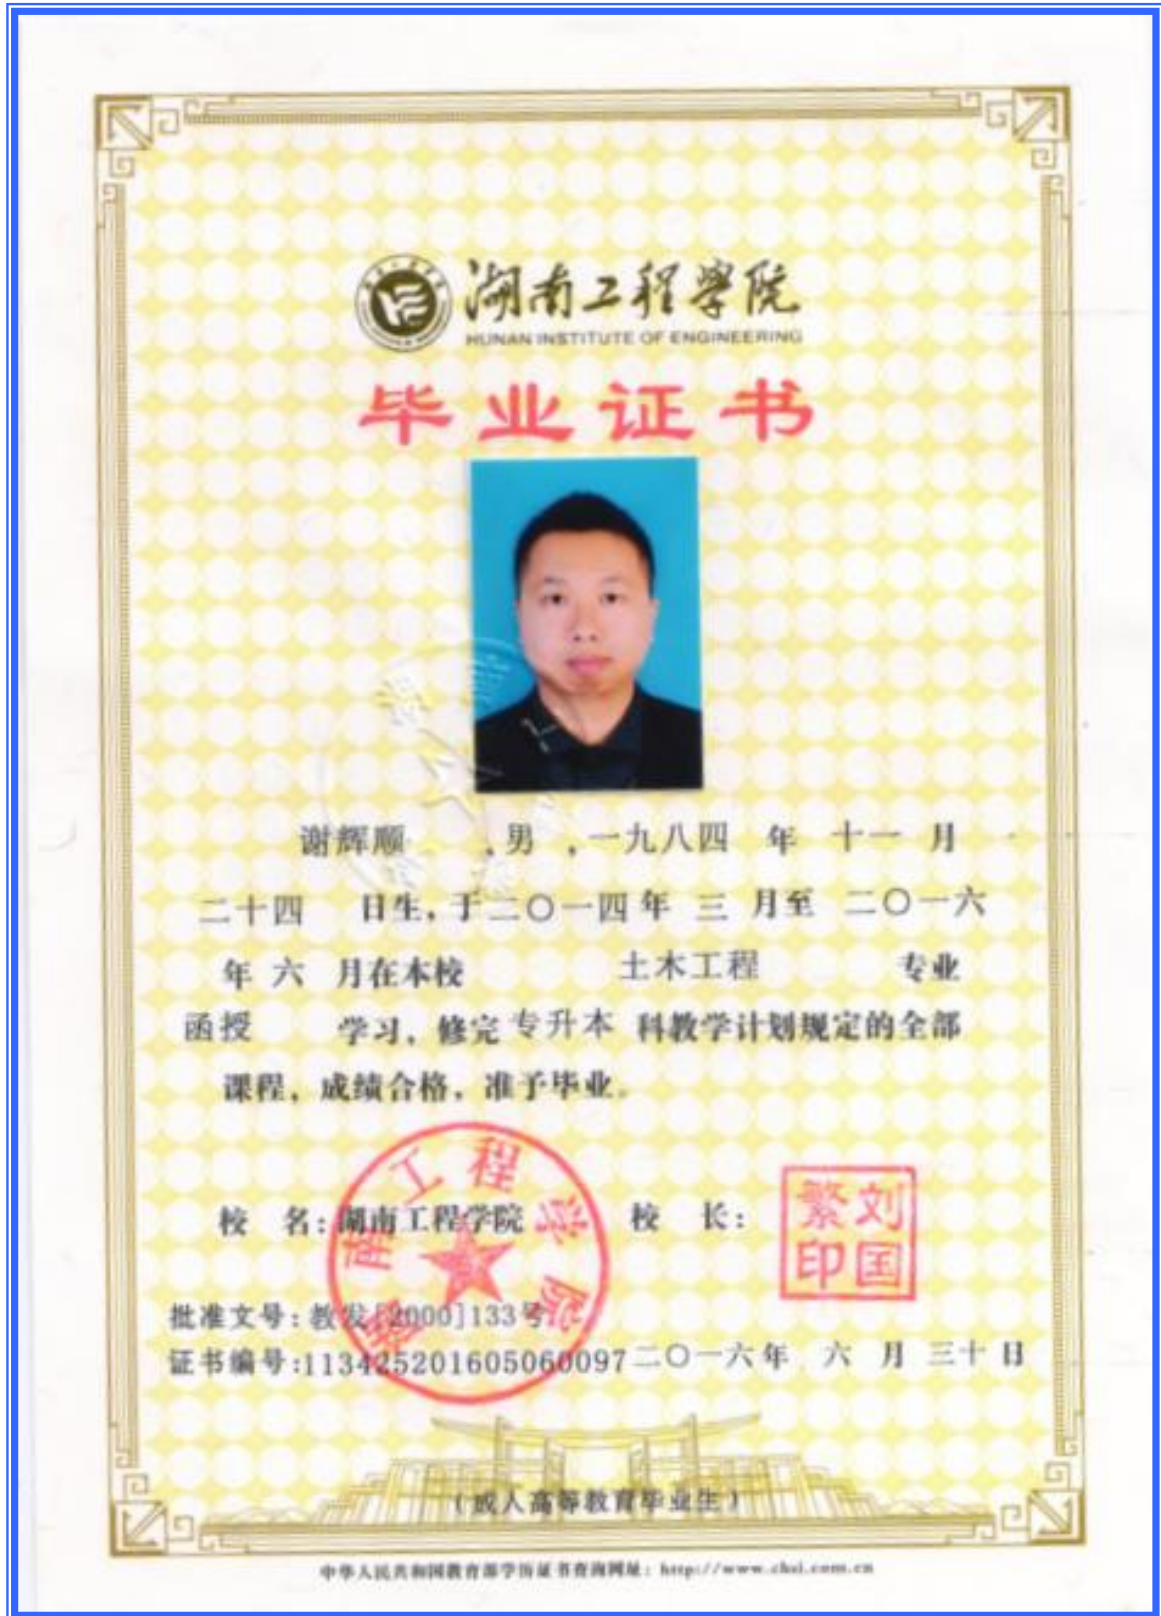 湖南工程学院
HUNAN INSTITUTE OF ENGINEERING
毕业证书
谢辉顺 ,男 ,一九八四 年 十一 月
二十四 日生,于二〇一四年 三 月至 二〇一六
年 六 月在本校 土木工程 专业
函授 学习，修完 专升本 科教学计划规定的全部
课程，成绩合格，准予毕业。
校 名:湖南工程学院 校 长:
湖南工程学院
刘国繁印
批准文号:教发[2000]133号
证书编号:113425201605060097 二〇一六年 六 月 三十 日
(成人高等教育毕业生)
中华人民共和国教育部学历证书查询网址: http://www.chsi.com.cn